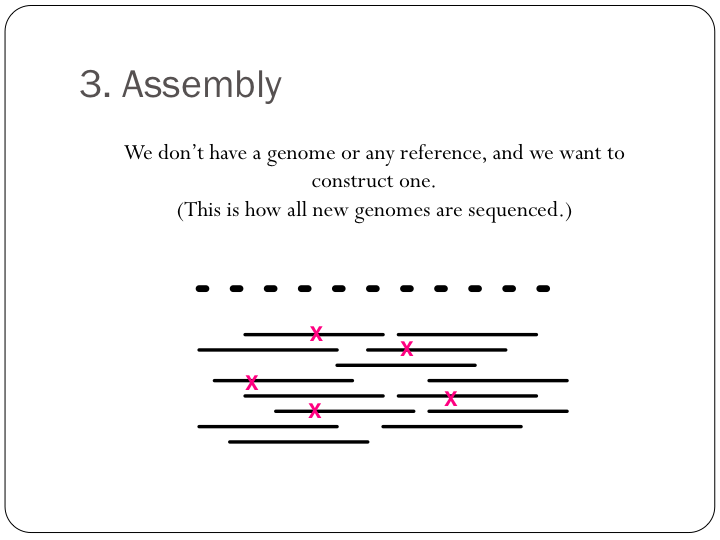 3. Assembly
We don’t have a genome or any reference, and we want to
construct one.
(This is how all new genomes are sequenced.)
X
X
X
X
X